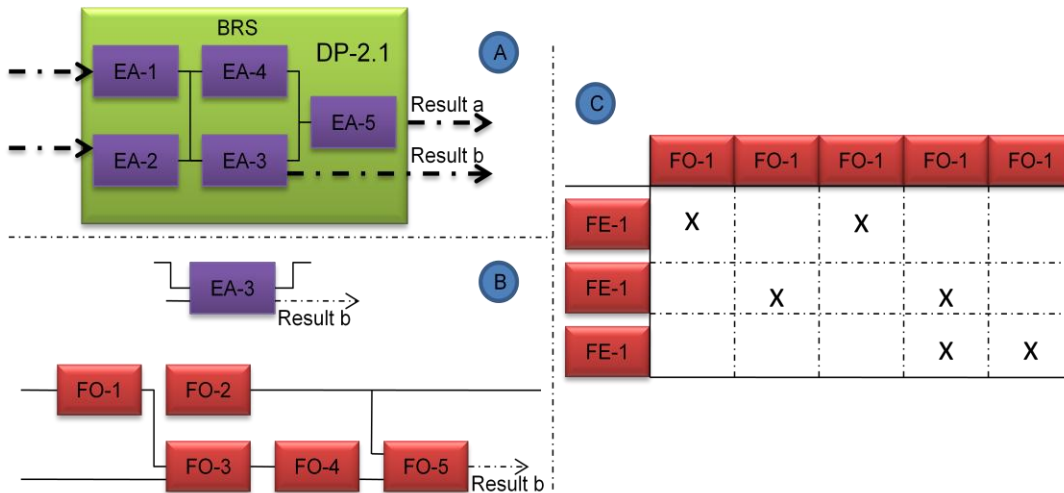 BRS
DP-2.1
A
EA-1
EA-4
EA-5
Result a
EA-2
EA-3
Result b
B
EA-3
Result b
FO-1
FO-2
FO-3
FO-4
FO-5
Result b
C
FO-1 FO-1 FO-1 FO-1 FO-1
FE-1 X X
FE-1 X X
FE-1 X X